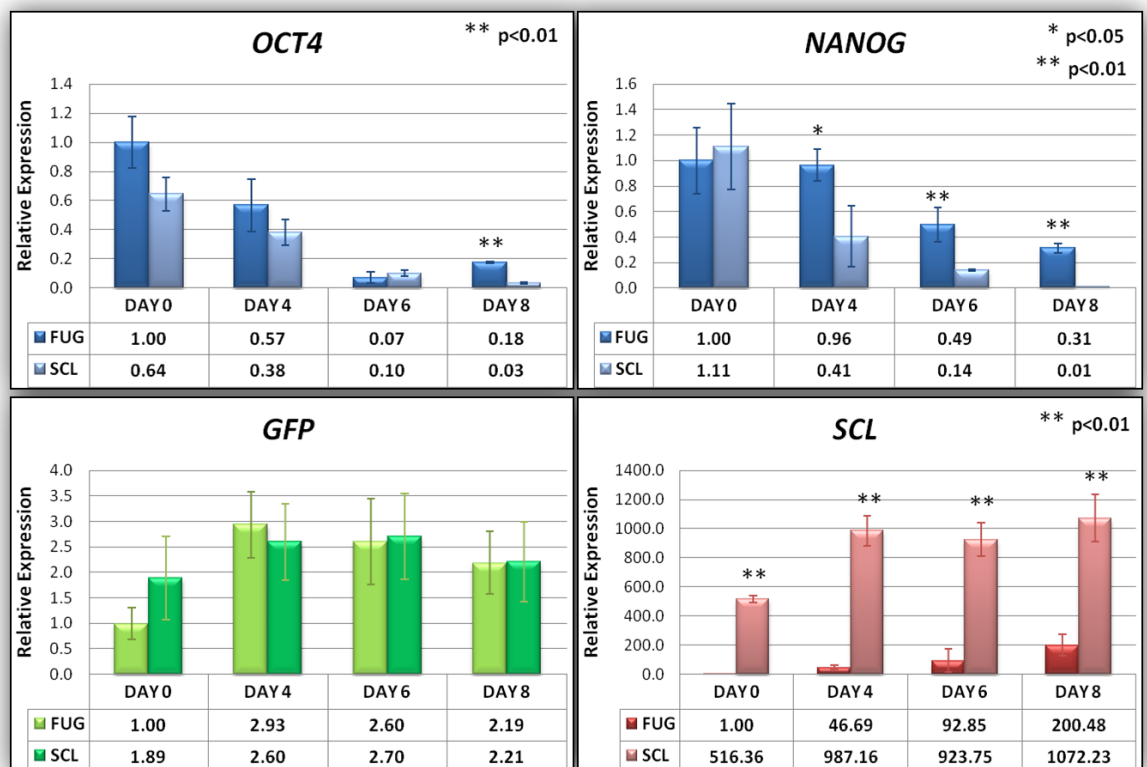 OCT4
** p<0.01
Relative Expression
1.4
1.2
1.0
0.8
0.6
0.4
0.2
0.0
**
DAY 0 DAY 4 DAY 6 DAY 8
FUG 1.00 0.57 0.07 0.18
SCL 0.64 0.38 0.10 0.03
NANOG
* p<0.05
** p<0.01
Relative Expression
1.6
1.4
1.2
1.0
0.8
0.6
0.4
0.2
0.0
* ** **
DAY 0 DAY 4 DAY 6 DAY 8
FUG 1.00 0.96 0.49 0.31
SCL 1.11 0.41 0.14 0.01
GFP
Relative Expression
4.0
3.5
3.0
2.5
2.0
1.5
1.0
0.5
0.0
DAY 0 DAY 4 DAY 6 DAY 8
FUG 1.00 2.93 2.60 2.19
SCL 1.89 2.60 2.70 2.21
SCL
** p<0.01
Relative Expression
1400.0
1200.0
1000.0
800.0
600.0
400.0
200.0
0.0
** ** ** **
DAY 0 DAY 4 DAY 6 DAY 8
FUG 1.00 46.69 92.85 200.48
SCL 516.36 987.16 923.75 1072.23